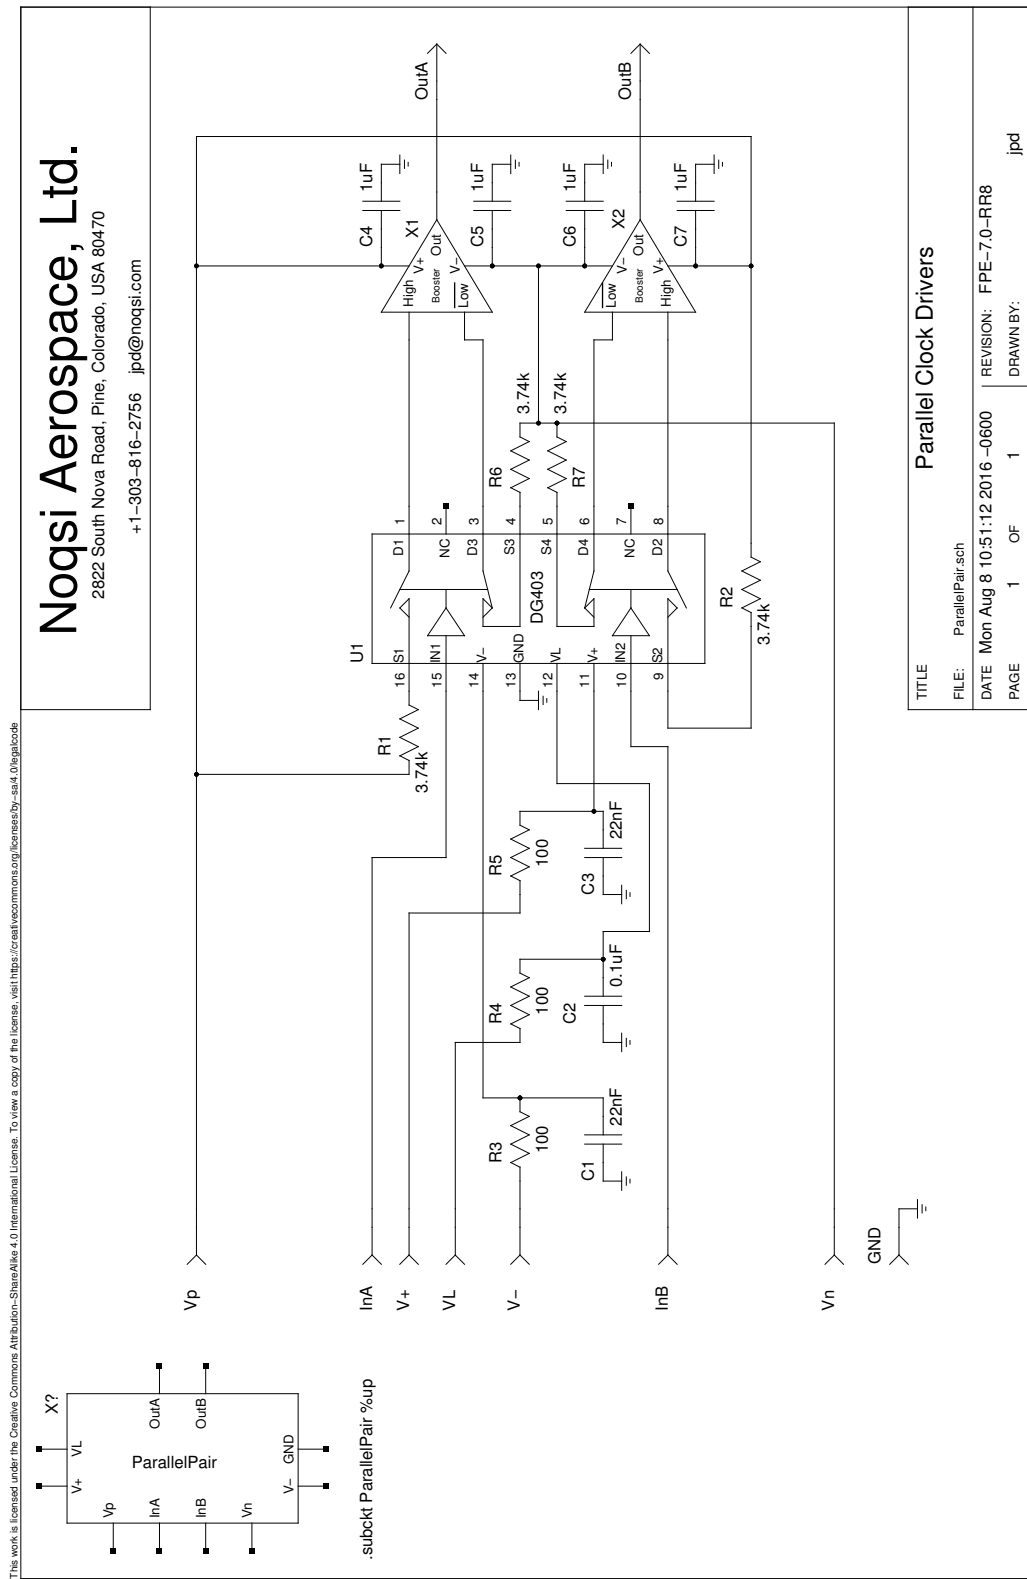 This work is licensed under the Creative Commons Attribution-ShareAlike 4.0 International License. To view a copy of the license, visit https://creativecommons.org/licenses/by-sa/4.0/legalcode
Noqsi Aerospace, Ltd.
2822 South Nova Road, Pine, Colorado, USA 80470
+1-303-816-2756 jpd@noqsi.com
X?
V+
VL
Vp
InA
InB
Vn
ParallelPair
OutA
OutB
V-
GND
.subckt ParallelPair %up
Vp
InA
V+
VL
V-
InB
Vn
GND
R3
100
C1
22nF
R4
100
C2
0.1uF
R5
100
C3
22nF
R1
3.74k
U1
16 S1
15 IN1
14 V-
13 GND
12 VL
11 V+
10 IN2
9 S2
DG403
D1 1
NC 2
D3 3
S3 4
S4 5
D4 6
NC 7
D2 8
R2
3.74k
R6
3.74k
R7
3.74k
High
V+
Booster
Out
Low
V-
X1
C4
1uF
C5
1uF
Low
V-
Booster
Out
High
V+
X2
C6
1uF
C7
1uF
OutA
OutB
TITLE
Parallel Clock Drivers
FILE: ParallelPair.sch
REVISION: FPE-7.0-RR8
DATE Mon Aug 8 10:51:12 2016 -0600
PAGE 1 OF 1
DRAWN BY: jpd